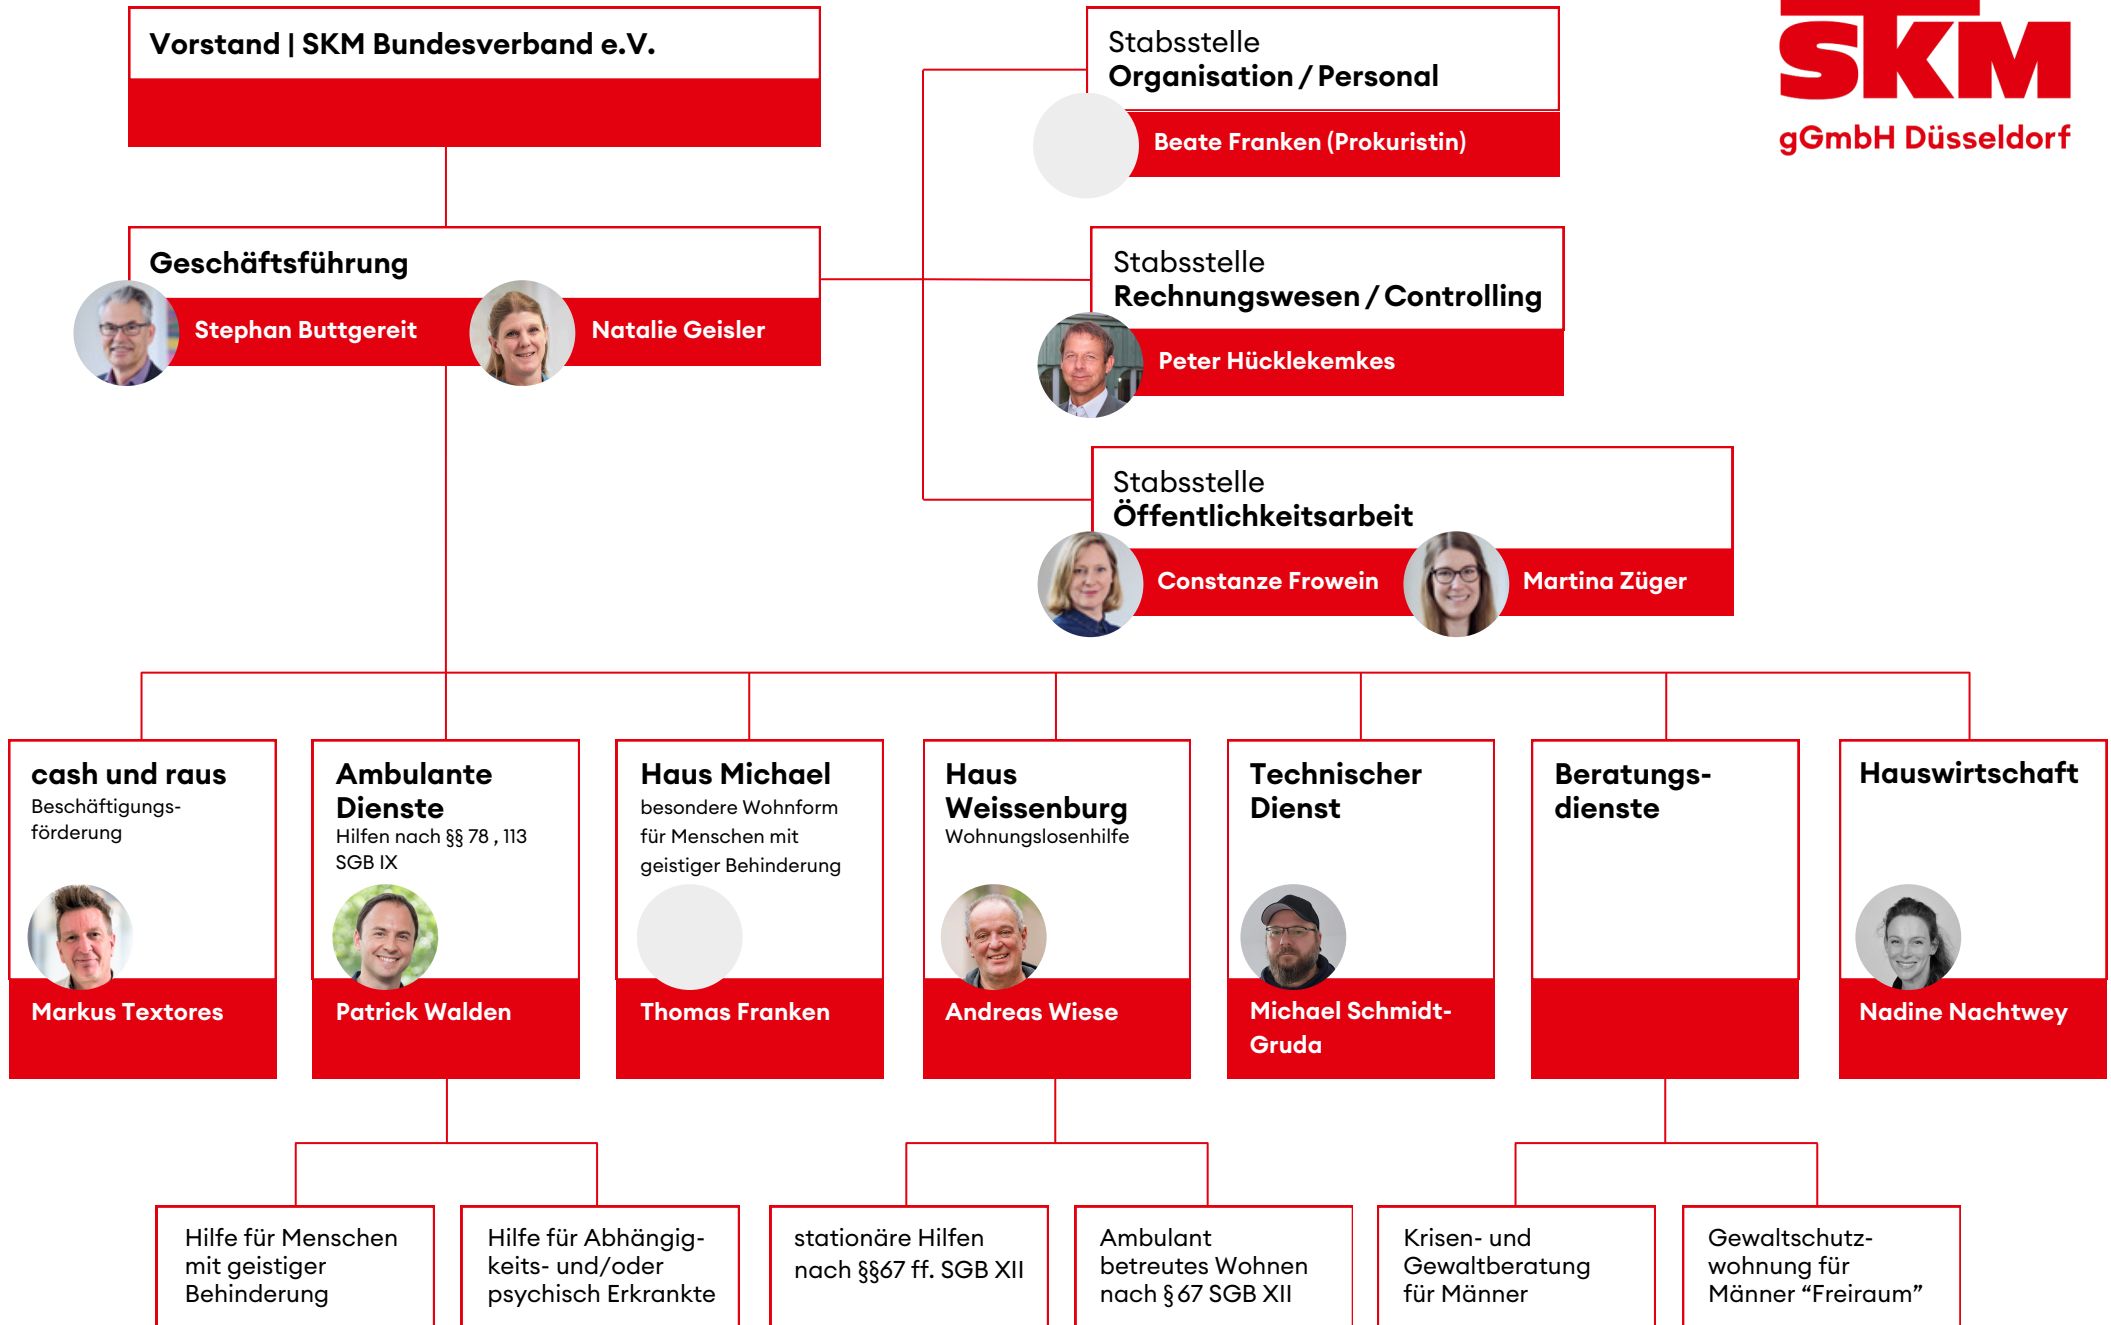 Vorstand | SKM Bundesverband e.V.
Stabsstelle
Organisation / Personal
Beate Franken (Prokuristin)
SKM
gGmbH Düsseldorf
Geschäftsführung
Stephan Buttgereit
Natalie Geisler
Stabsstelle
Rechnungswesen / Controlling
Peter Hücklekemkes
Stabsstelle
Öffentlichkeitsarbeit
Constanze Frowein
Martina Züger
cash und raus
Beschäftigungs-
förderung
Markus Textores
Ambulante
Dienste
Hilfen nach §§ 78 , 113
SGB IX
Patrick Walden
Haus Michael
besondere Wohnform
für Menschen mit
geistiger Behinderung
Thomas Franken
Haus
Weissenburg
Wohnungslosenhilfe
Andreas Wiese
Technischer
Dienst
Michael Schmidt-
Gruda
Beratungs-
dienste
Hauswirtschaft
Nadine Nachtwey
Hilfe für Menschen
mit geistiger
Behinderung
Hilfe für Abhängig-
keits- und/oder
psychisch Erkrankte
stationäre Hilfen
nach §§67 ff. SGB XII
Ambulant
betreutes Wohnen
nach § 67 SGB XII
Krisen- und
Gewaltberatung
für Männer
Gewaltschutz-
wohnung für
Männer “Freiraum”